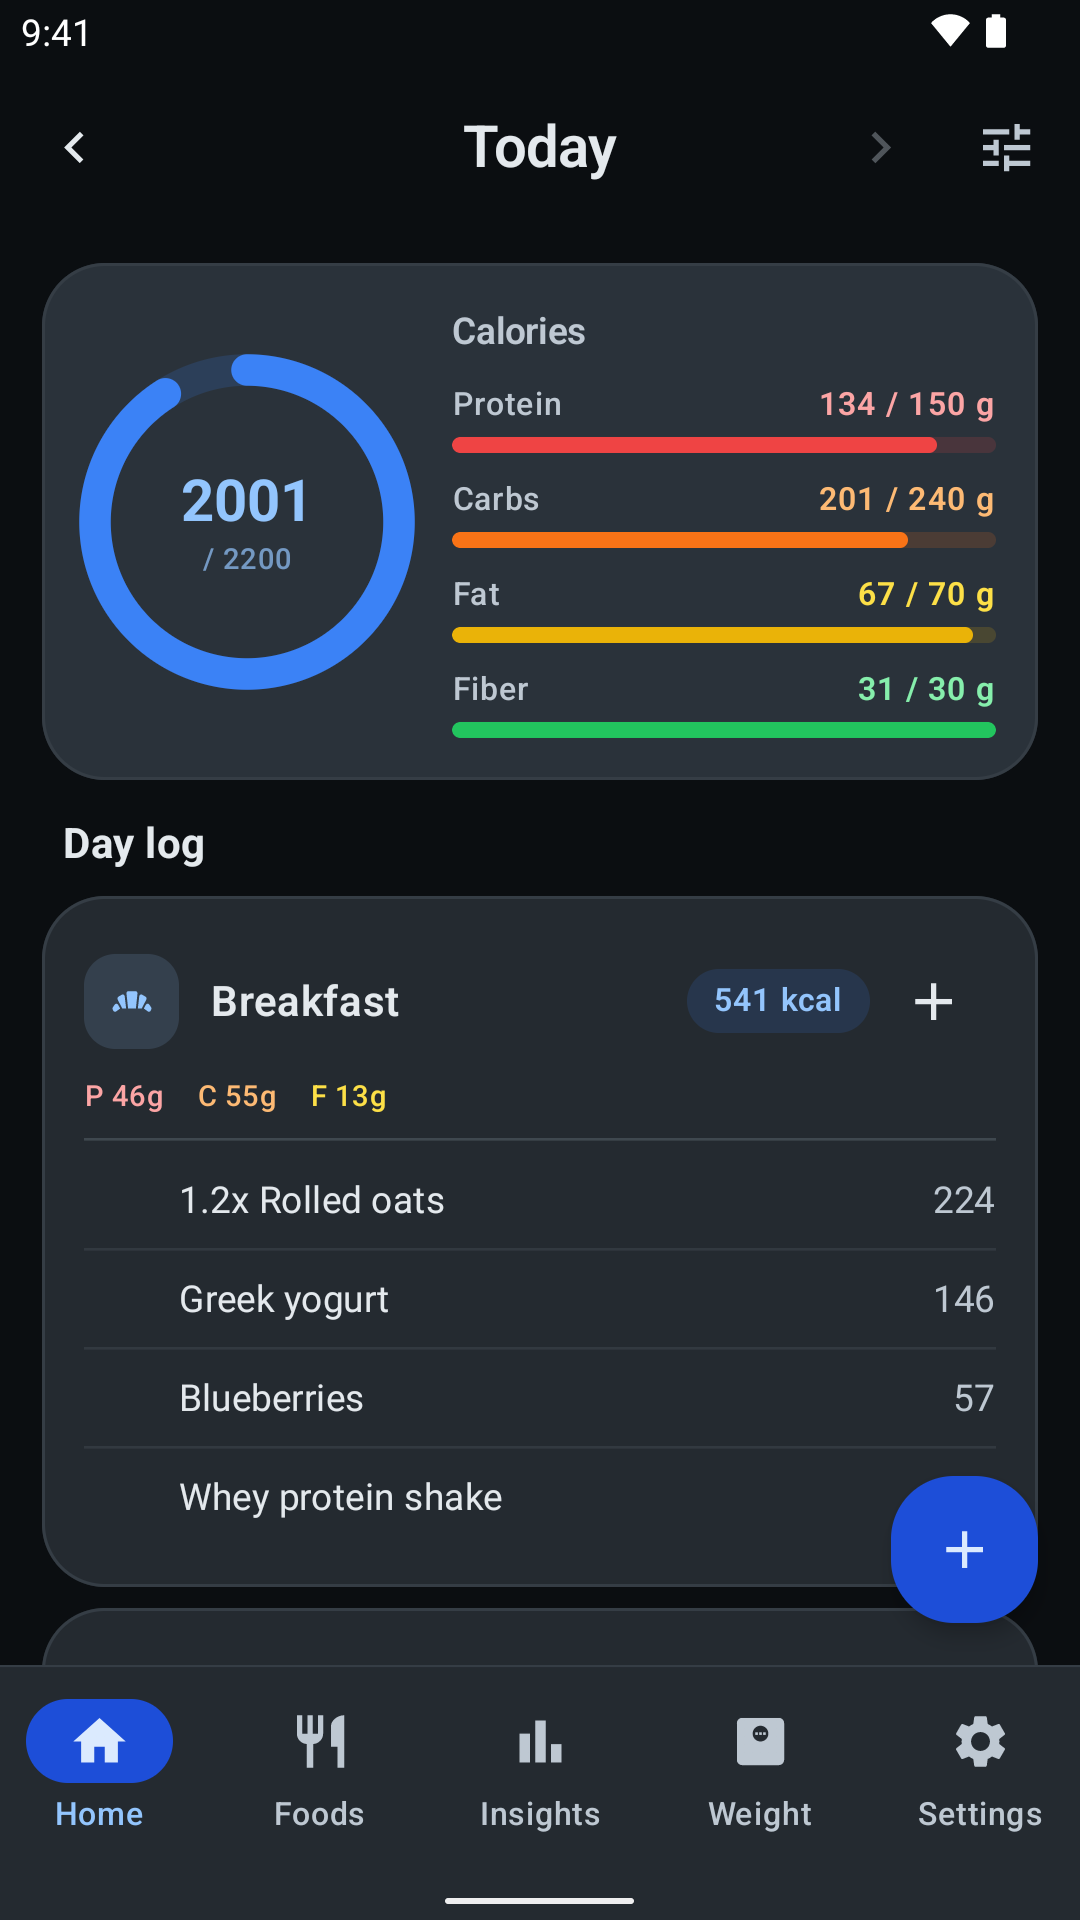 9:41
Today
Calories
2001
/ 2200
Protein 134 / 150 g
Carbs 201 / 240 g
Fat 67 / 70 g
Fiber 31 / 30 g
Day log
Breakfast 541 kcal
P 46g C 55g F 13g
1.2x Rolled oats 224
Greek yogurt 146
Blueberries 57
Whey protein shake
Home Foods Insights Weight Settings